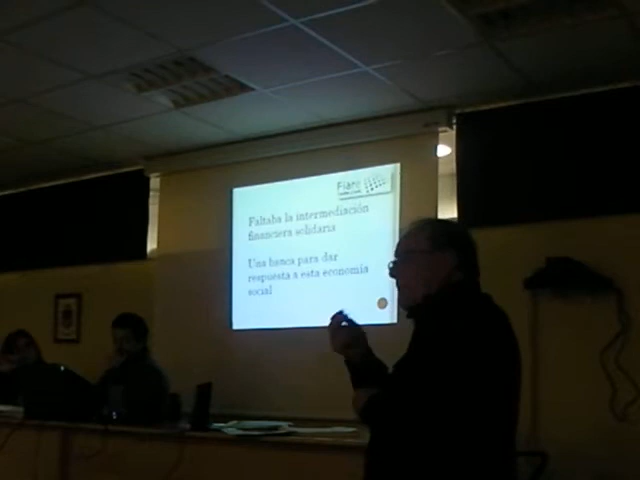 Fiare
Faltaba la intermediación
financiera solidaria
Una banca para dar
respuesta a esta economía
social